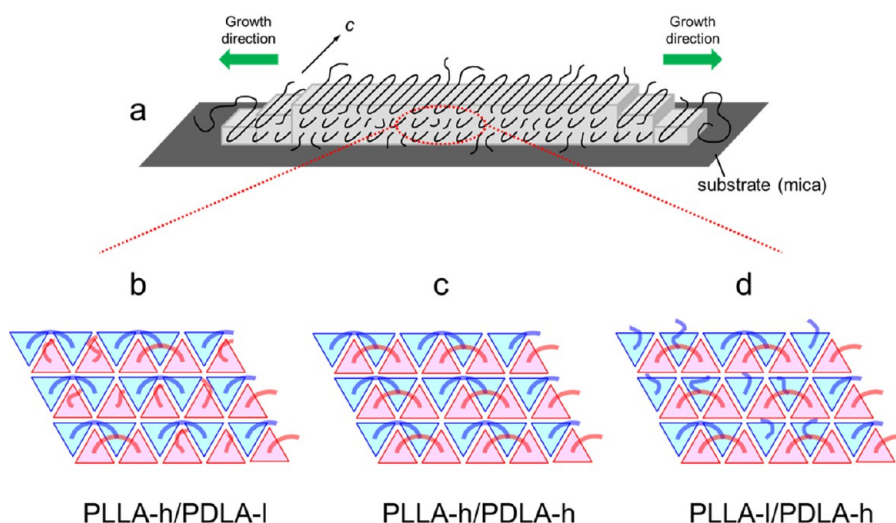 Growth
direction
c
Growth
direction
a
substrate (mica)
b
c
d
PLLA-h/PDLA-l
PLLA-h/PDLA-h
PLLA-l/PDLA-h